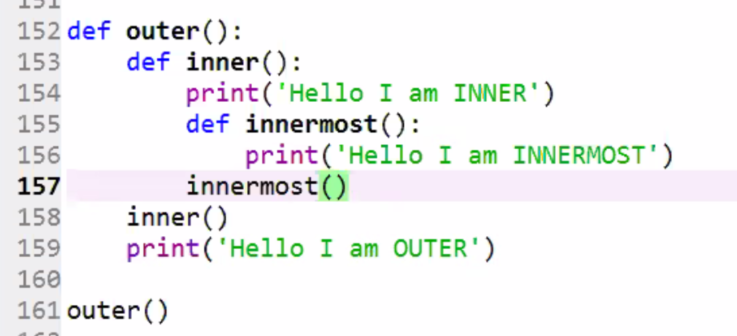 152 def outer():
153     def inner():
154         print('Hello I am INNER')
155         def innermost():
156             print('Hello I am INNERMOST')
157         innermost()
158     inner()
159     print('Hello I am OUTER')
160
161 outer()